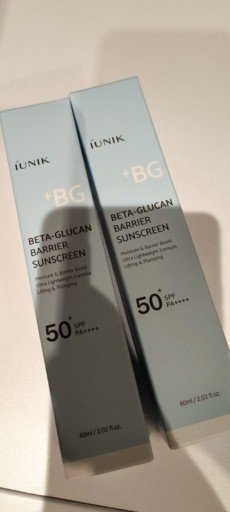 iUNIK
+BG
BETA-GLUCAN
BARRIER
SUNSCREEN
Moisture & Barrier Boost
Ultra Lightweight Formula
Lifting & Plumping
50+ SPF
PA++++
60ml / 2.02 fl.oz.
iUNIK
+BG
BETA-GLUCAN
BARRIER
SUNSCREEN
Moisture & Barrier Boost
Ultra Lightweight Formula
Lifting & Plumping
50+ SPF
PA++++
60ml / 2.02 fl.oz.